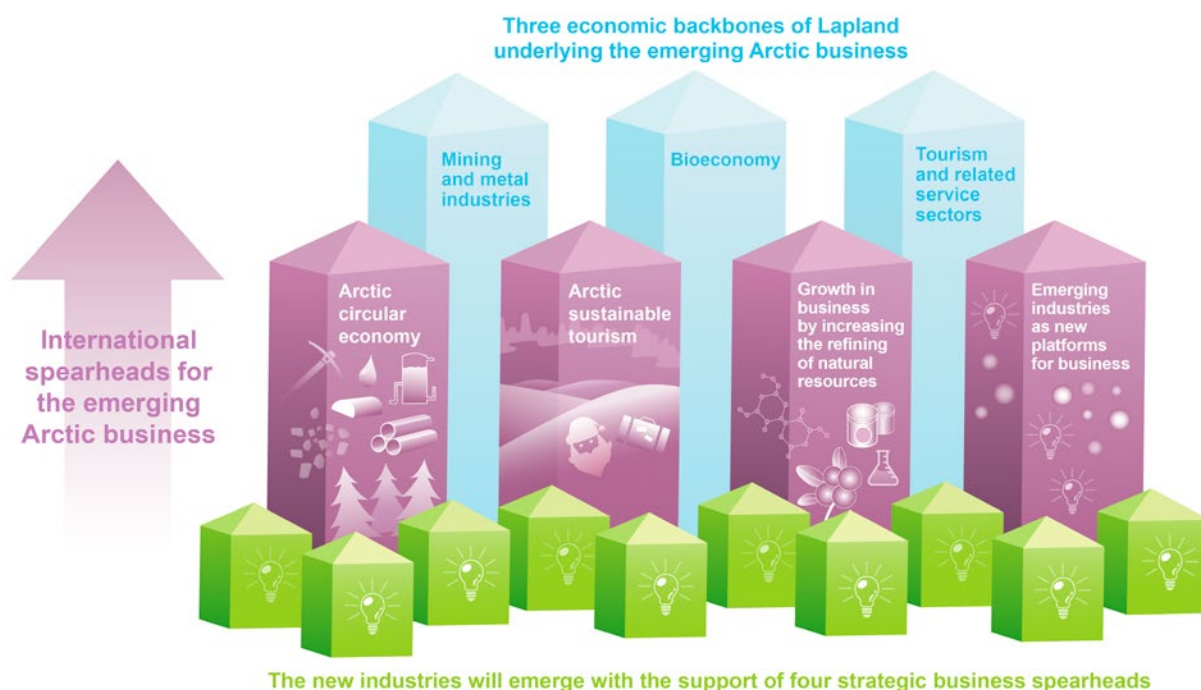 Three economic backbones of Lapland
underlying the emerging Arctic business
Mining
and metal
industries
Bioeconomy
Tourism
and related
service
sectors
International
spearheads for
the emerging
Arctic business
Arctic
circular
economy
Arctic
sustainable
tourism
Growth in
business
by increasing
the refining
of natural
resources
Emerging
industries
as new
platforms
for business
The new industries will emerge with the support of four strategic business spearheads